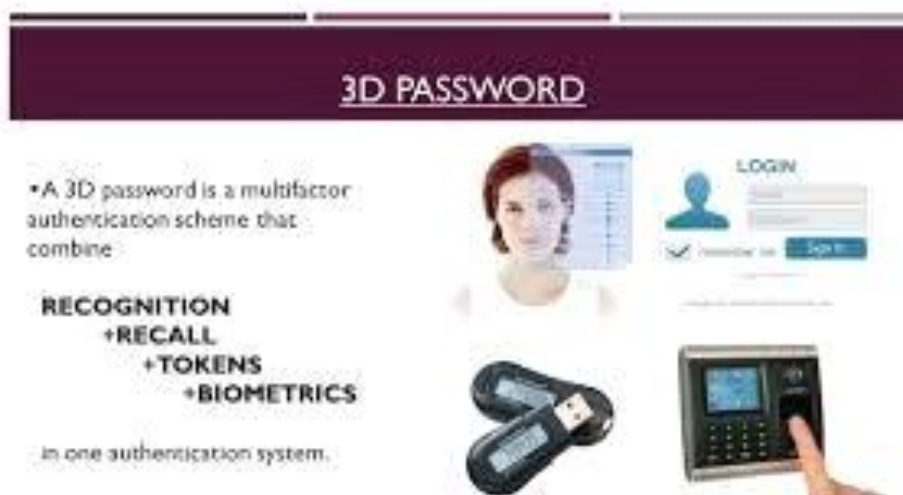 3D PASSWORD
•A 3D password is a multifactor
authentication scheme that
combine
RECOGNITION
+RECALL
+TOKENS
+BIOMETRICS
in one authentication system.
LOGIN
Sign In